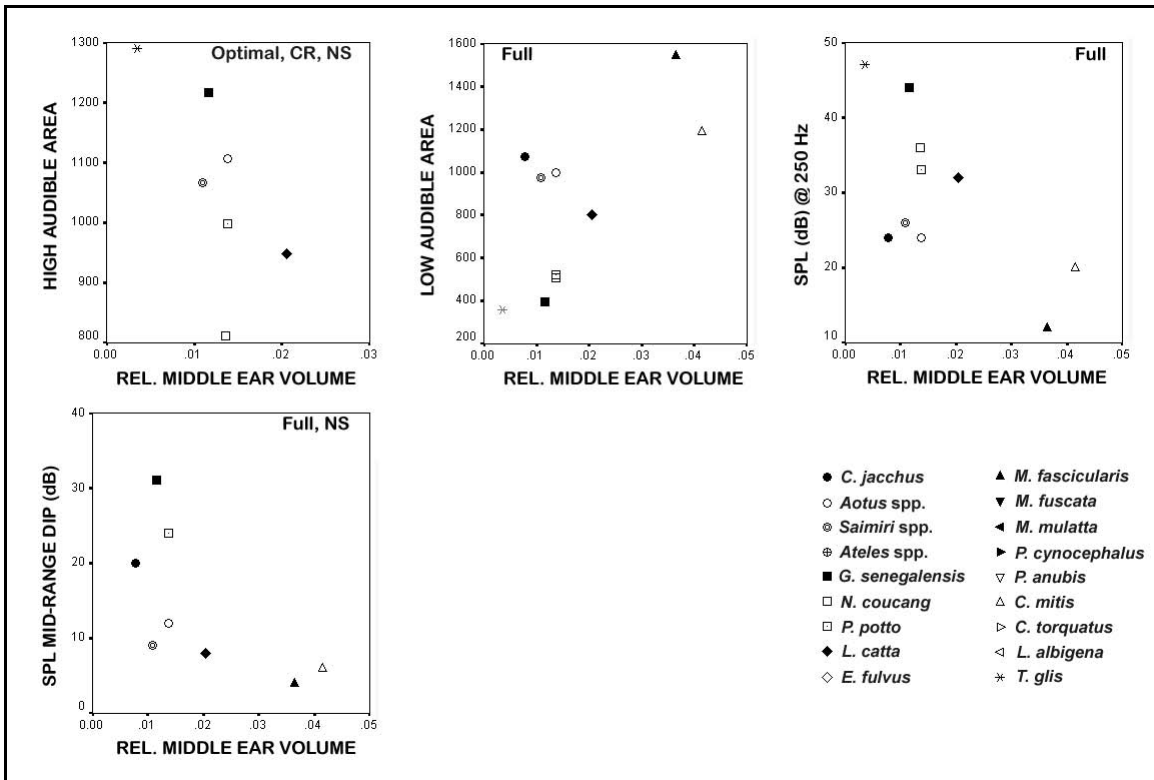 Optimal, CR, NS
HIGH AUDIBLE AREA
1300
1200
1100
1000
900
800
0.00 .01 .02 .03
REL. MIDDLE EAR VOLUME
Full
LOW AUDIBLE AREA
1600
1400
1200
1000
800
600
400
200
0.00 .01 .02 .03 .04 .05
REL. MIDDLE EAR VOLUME
Full
SPL (dB) @ 250 Hz
50
40
30
20
10
0.00 .01 .02 .03 .04 .05
REL. MIDDLE EAR VOLUME
Full, NS
SPL MID-RANGE DIP (dB)
40
30
20
10
0
0.00 .01 .02 .03 .04 .05
REL. MIDDLE EAR VOLUME
C. jacchus
Aotus spp.
Saimiri spp.
Ateles spp.
G. senegalensis
N. coucang
P. potto
L. catta
E. fulvus
M. fascicularis
M. fuscata
M. mulatta
P. cynocephalus
P. anubis
C. mitis
C. torquatus
L. albigena
T. glis